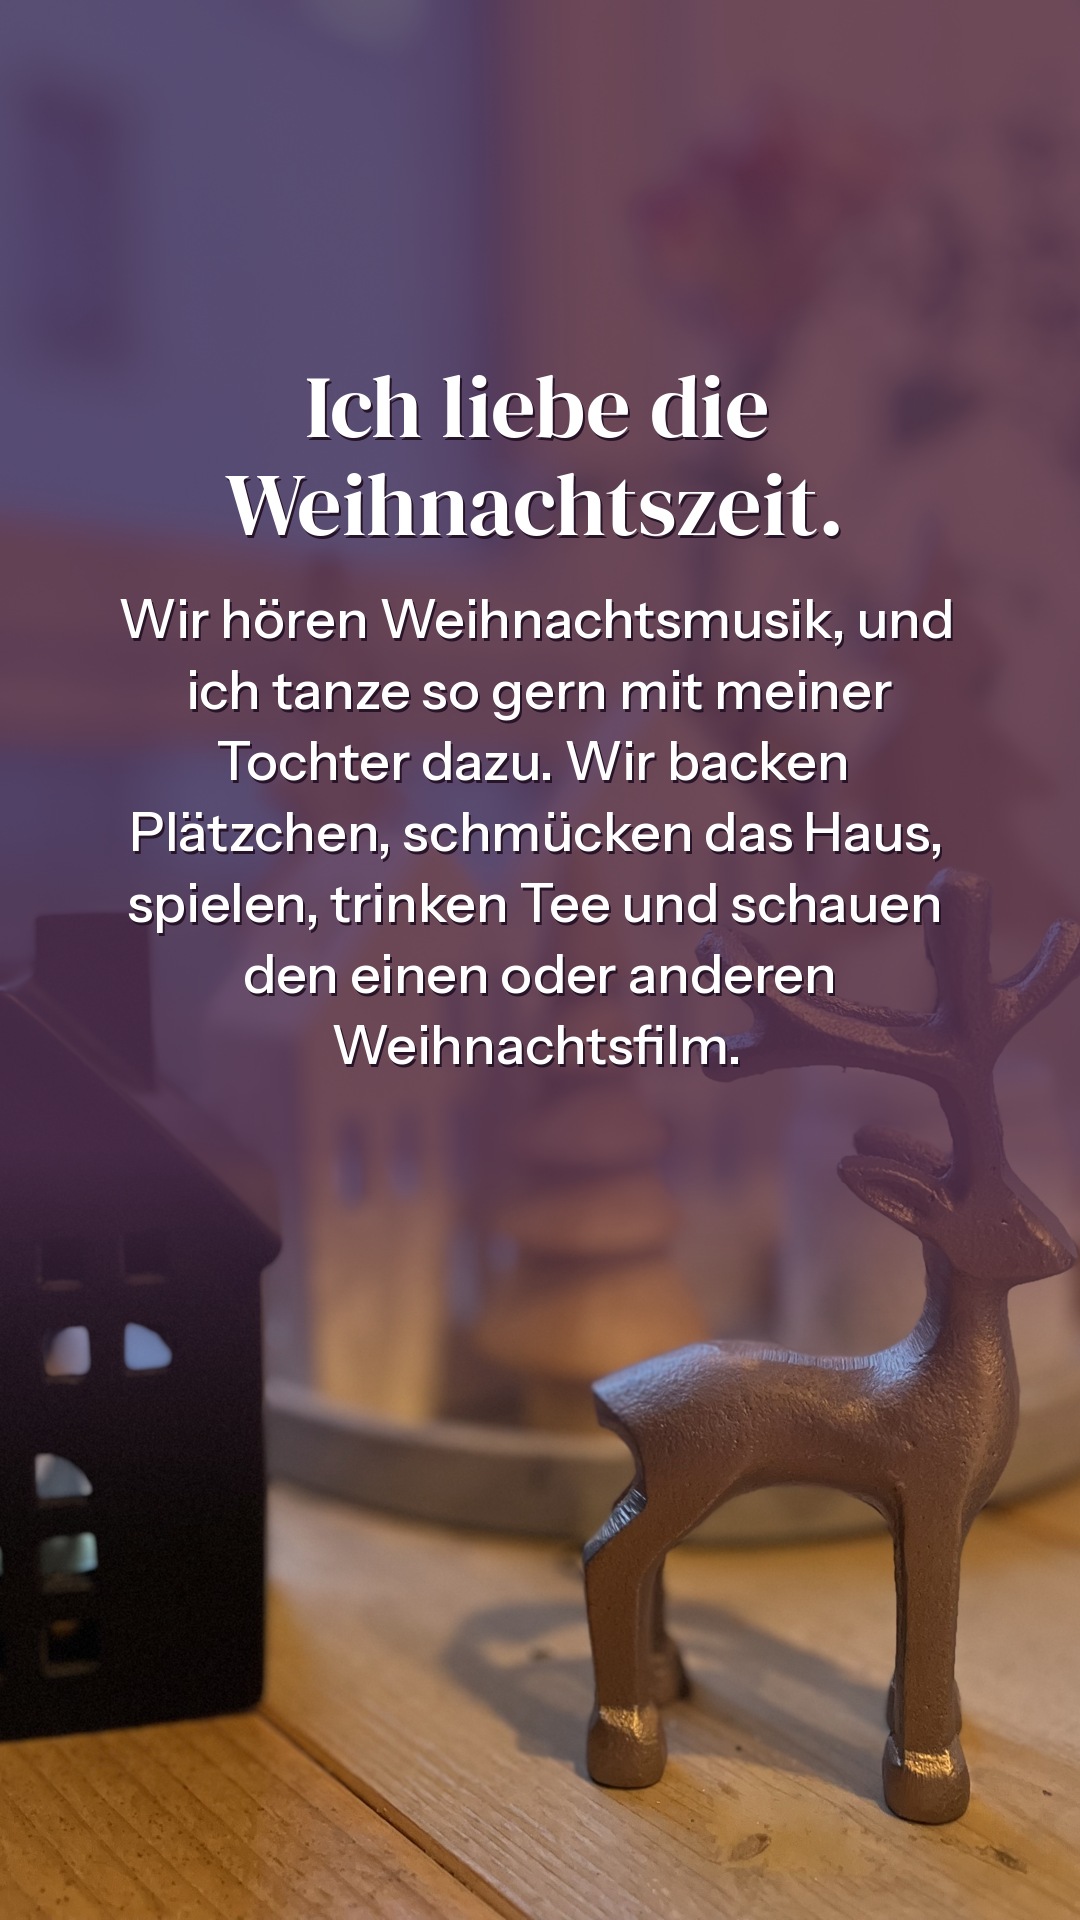 Ich liebe die
Weihnachtszeit.
Wir hören Weihnachtsmusik, und
ich tanze so gern mit meiner
Tochter dazu. Wir backen
Plätzchen, schmücken das Haus,
spielen, trinken Tee und schauen
den einen oder anderen
Weihnachtsfilm.